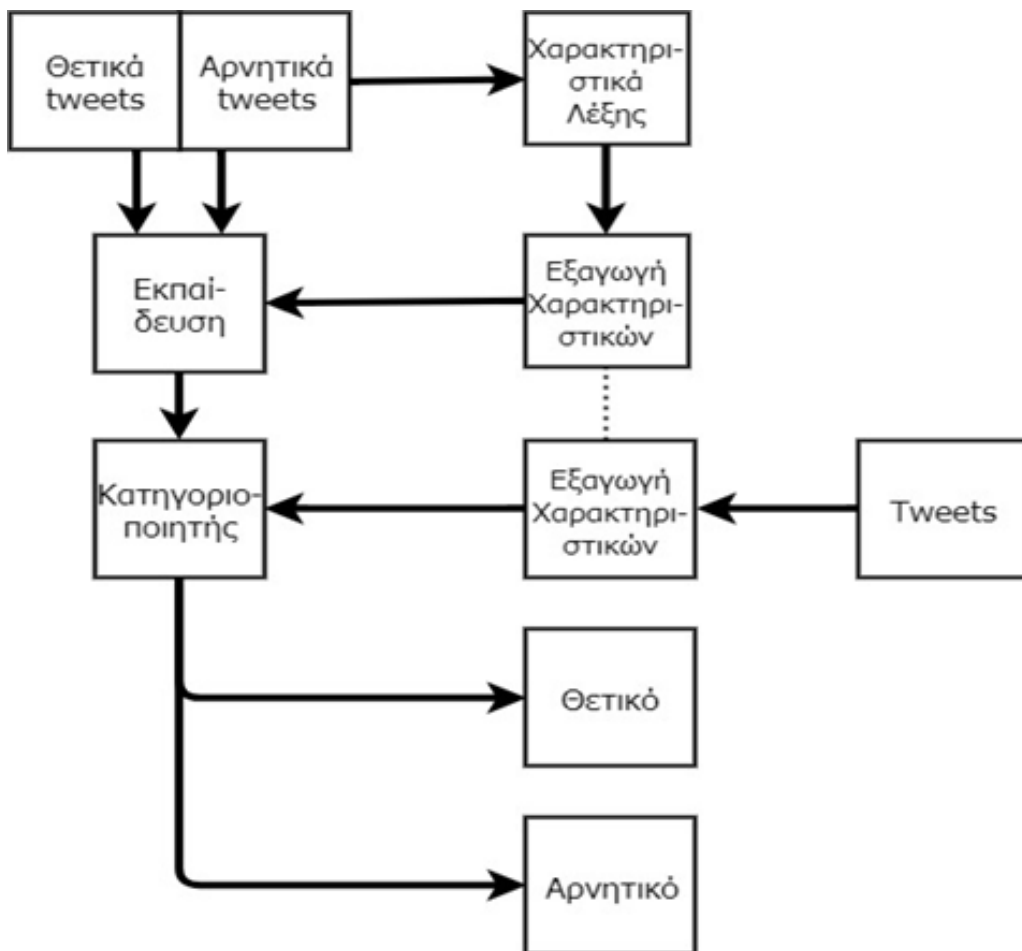 Θετικά
tweets
Αρνητικά
tweets
Χαρακτηρι-
στικά
Λέξης
Εκπαί-
δευση
Εξαγωγή
Χαρακτηρι-
στικών
Κατηγοριο-
ποιητής
Εξαγωγή
Χαρακτηρι-
στικών
Tweets
Θετικό
Αρνητικό